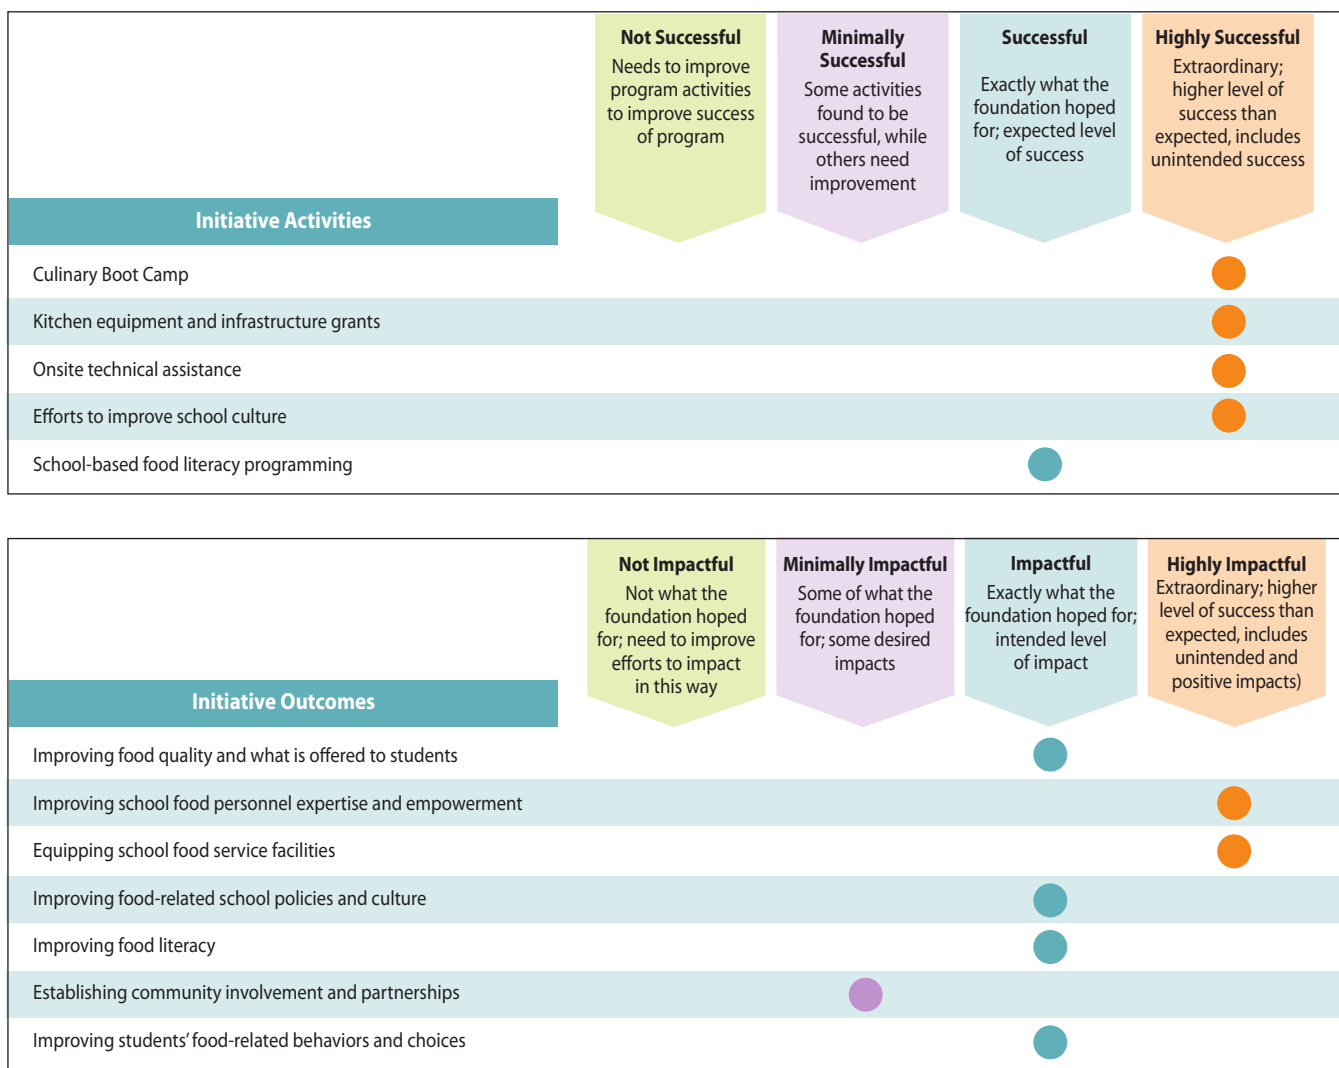 Not Successful
Needs to improve
program activities
to improve success
of program
Minimally
Successful
Some activities
found to be
successful, while
others need
improvement
Successful
Exactly what the
foundation hoped
for; expected level
of success
Highly Successful
Extraordinary;
higher level of
success than
expected, includes
unintended success
Initiative Activities
Culinary Boot Camp
Kitchen equipment and infrastructure grants
Onsite technical assistance
Efforts to improve school culture
School-based food literacy programming
Not Impactful
Not what the
foundation hoped
for; need to improve
efforts to impact
in this way
Minimally Impactful
Some of what the
foundation hoped
for; some desired
impacts
Impactful
Exactly what the
foundation hoped for;
intended level
of impact
Highly Impactful
Extraordinary; higher
level of success than
expected, includes
unintended and
positive impacts)
Initiative Outcomes
Improving food quality and what is offered to students
Improving school food personnel expertise and empowerment
Equipping school food service facilities
Improving food-related school policies and culture
Improving food literacy
Establishing community involvement and partnerships
Improving students' food-related behaviors and choices